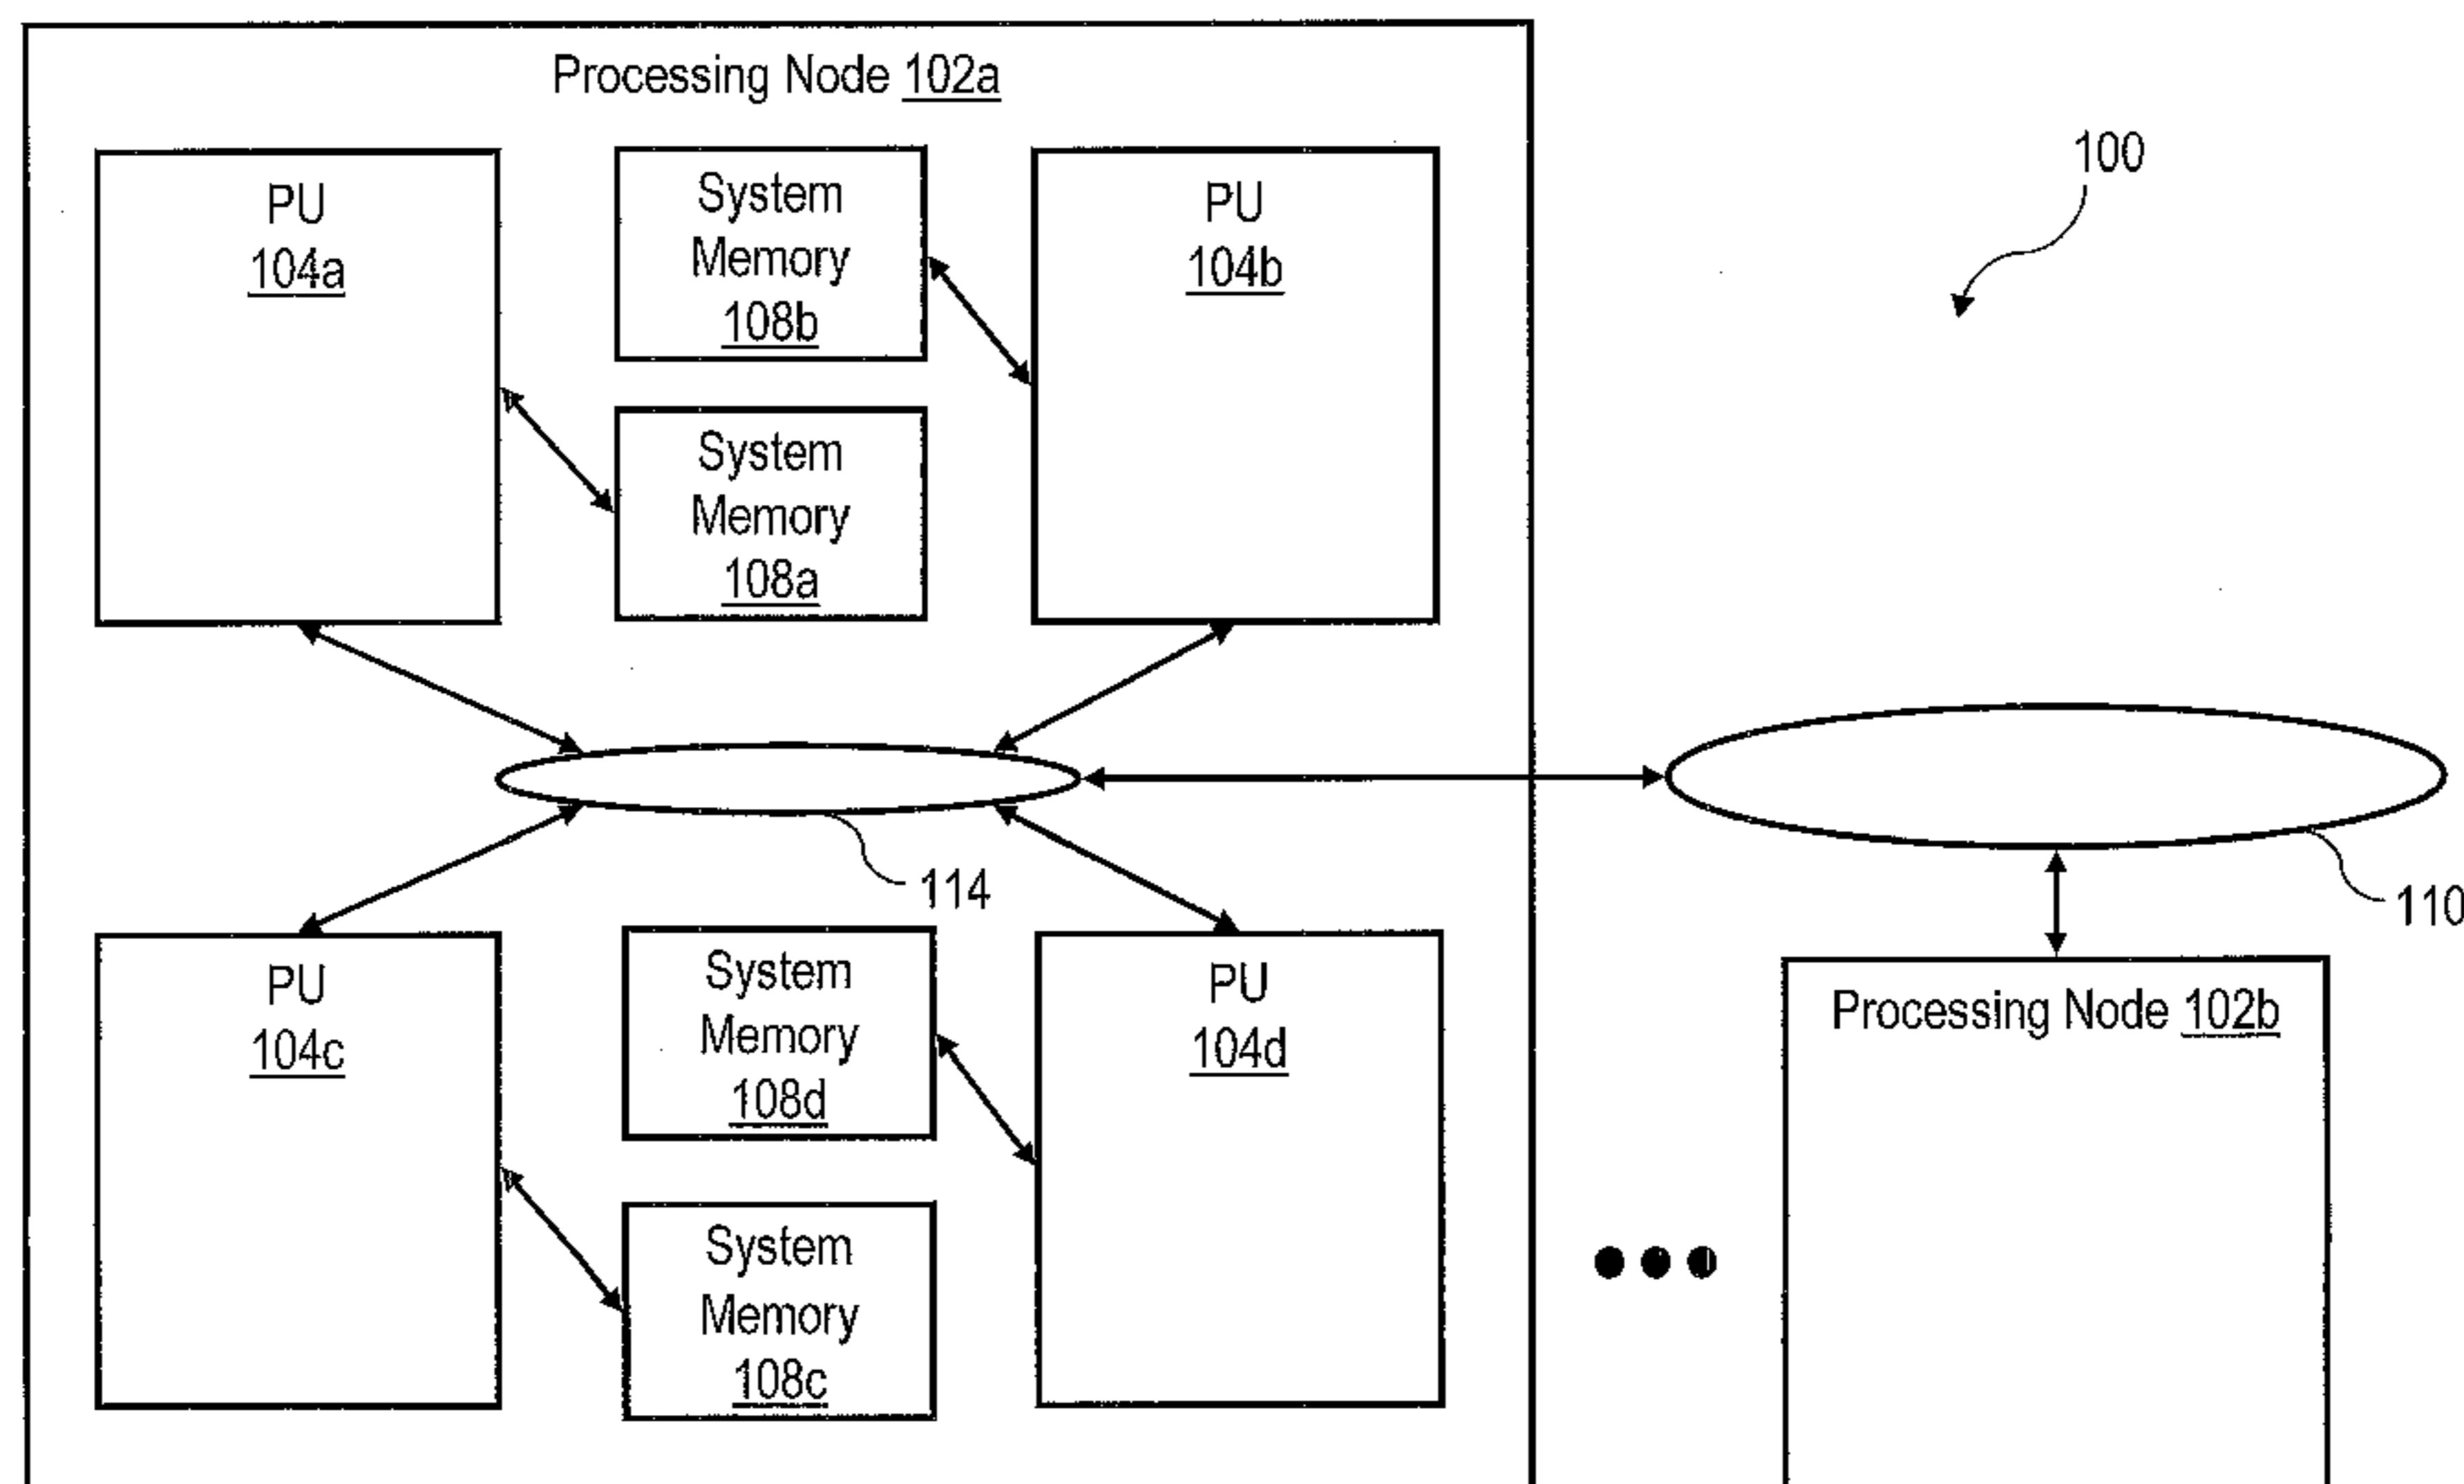 Processing Node 102a
PU
104a
System
Memory
108b
PU
104b
100
System
Memory
108a
114
110
PU
104c
System
Memory
108d
PU
104d
Processing Node 102b
System
Memory
108c